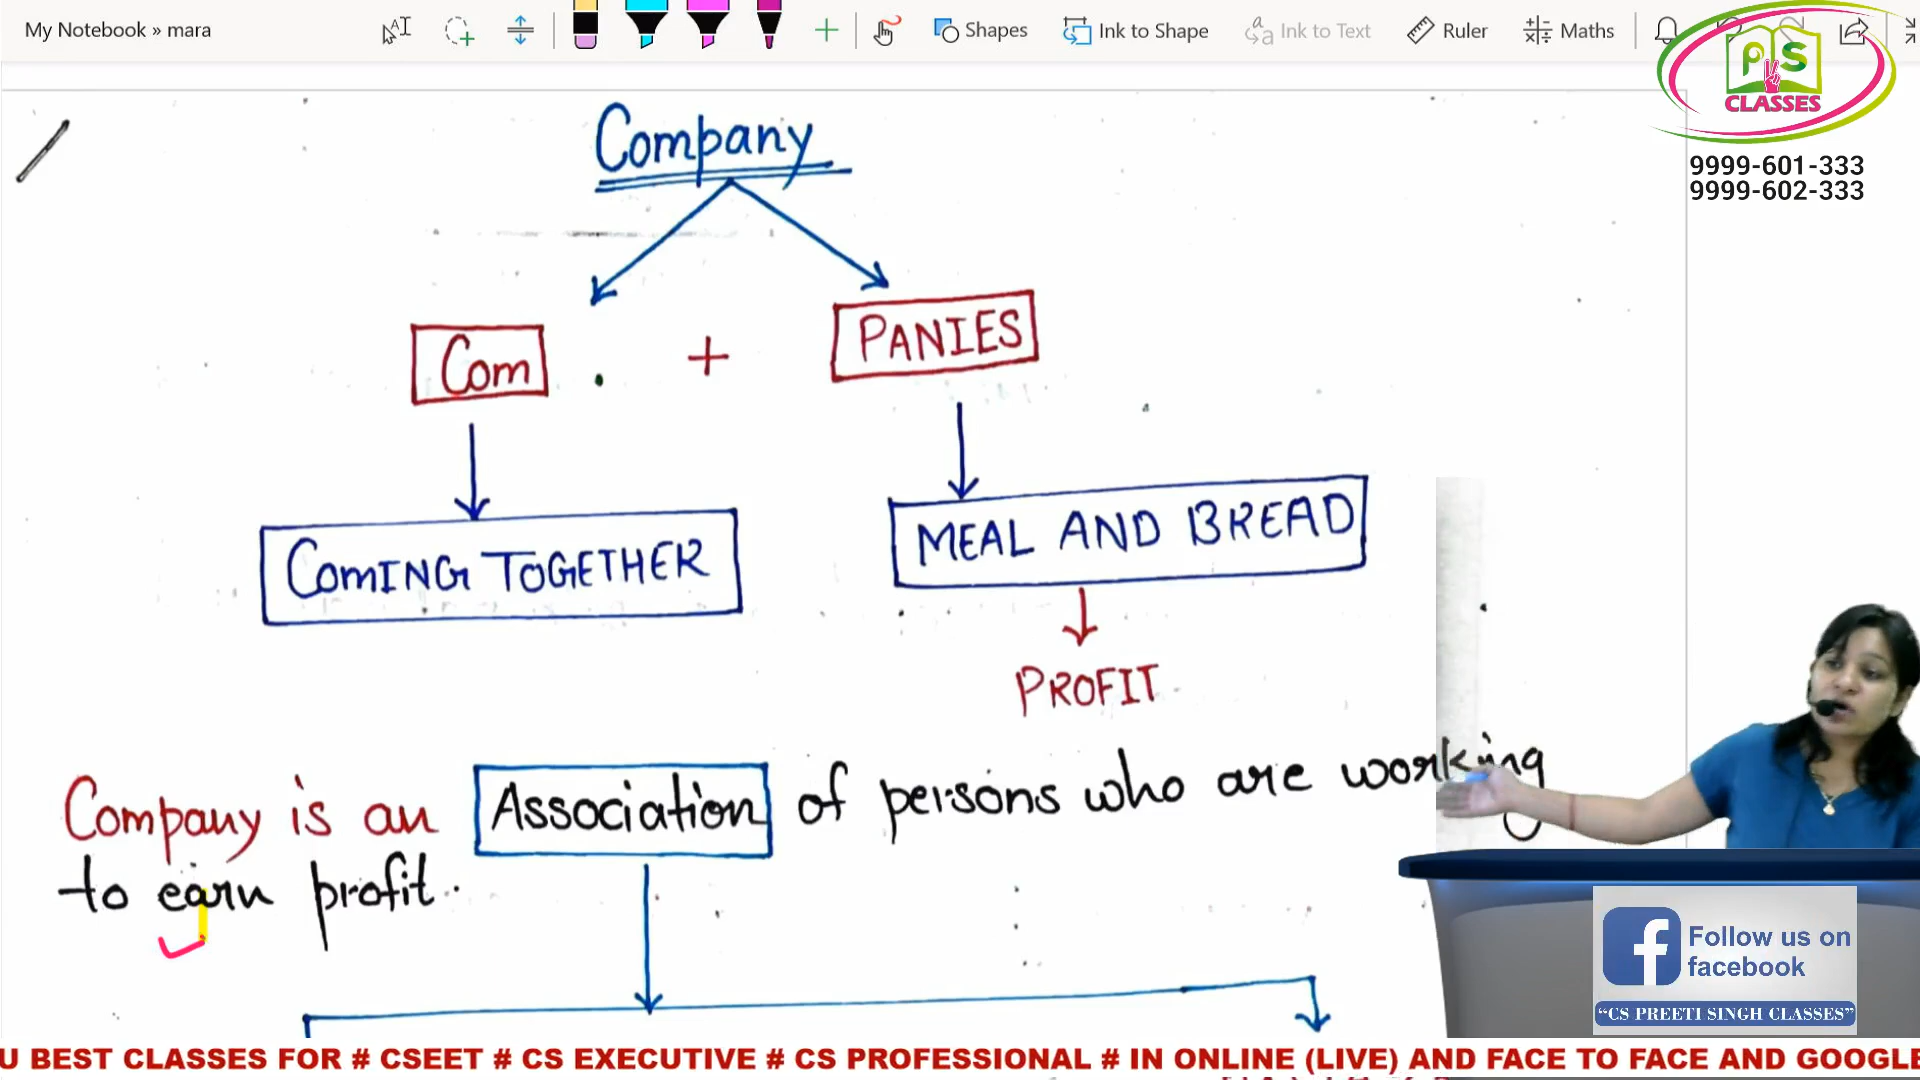 My Notebook » mara
Shapes
Ink to Shape
Ink to Text
Ruler
Maths
PS
CLASSES
9999-601-333
9999-602-333
Company
Com + PANIES
COMING TOGETHER
MEAL AND BREAD
PROFIT
Company is an Association of persons who are working
to earn profit.
Follow us on
facebook
"CS PREETI SINGH CLASSES"
U BEST CLASSES FOR # CSEET # CS EXECUTIVE # CS PROFESSIONAL # IN ONLINE (LIVE) AND FACE TO FACE AND GOOGLE